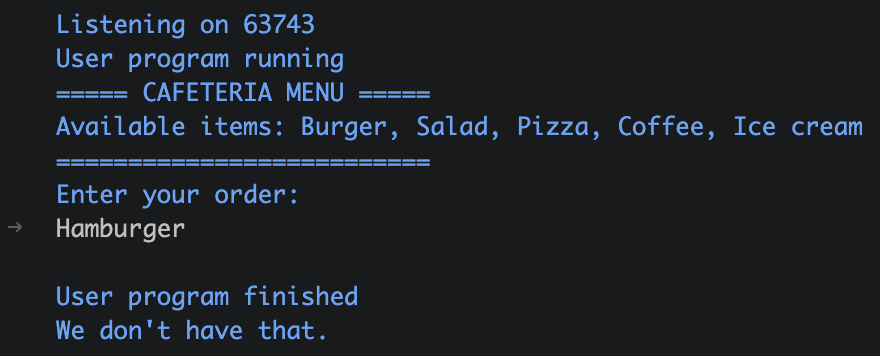 Listening on 63743
User program running
===== CAFETERIA MENU =====
Available items: Burger, Salad, Pizza, Coffee, Ice cream
==========================
Enter your order:
→ Hamburger
User program finished
We don't have that.